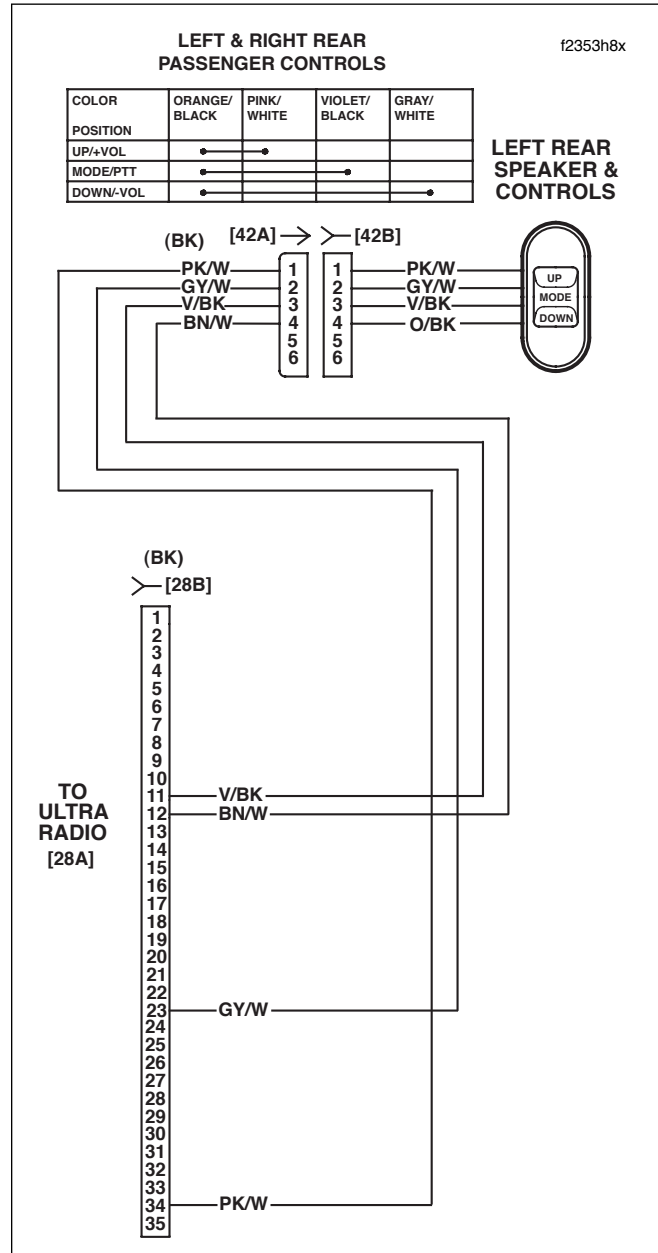 LEFT & RIGHT REAR
PASSENGER CONTROLS
f2353h8x
COLOR
POSITION
ORANGE/
BLACK
PINK/
WHITE
VIOLET/
BLACK
GRAY/
WHITE
UP/+VOL
MODE/PTT
DOWN/-VOL
LEFT REAR
SPEAKER &
CONTROLS
(BK) [42A] [42B]
PK/W 1 1 PK/W
GY/W 2 2 GY/W
V/BK 3 3 V/BK
BN/W 4 4 O/BK
5 5
6 6
UP
MODE
DOWN
(BK)
[28B]
1
2
3
4
5
6
7
8
9
10
11 V/BK
12 BN/W
13
14
15
16
17
18
19
20
21
22
23 GY/W
24
25
26
27
28
29
30
31
32
33
34 PK/W
35
TO
ULTRA
RADIO
[28A]